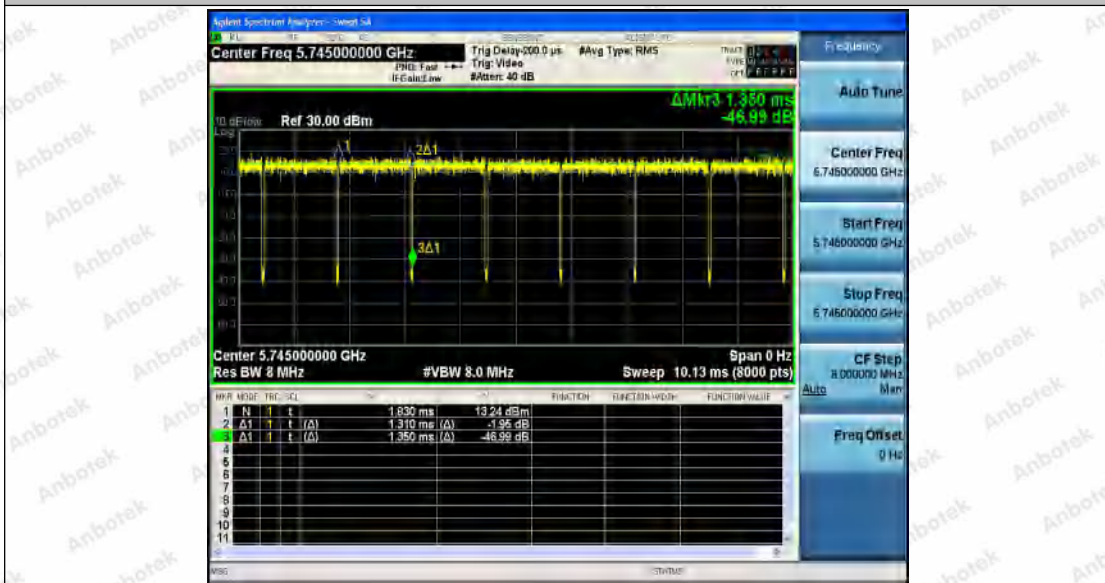 Agilent Spectrum Analyzer - Swept SA
Center Freq 5.745000000 GHz
PNO: Fast
IFGain:Low
Trig Delay-200.0 µs
Trig: Video
#Atten: 40 dB
#Avg Type: RMS
TRACE
TYPE
DET
Frequency
ΔMkr3 1.350 ms
-46.99 dB
10 dB/div Ref 30.00 dBm
Log
1
2Δ1
3Δ1
Center 5.745000000 GHz
Span 0 Hz
Res BW 8 MHz
#VBW 8.0 MHz
Sweep 10.13 ms (8000 pts)
MKR MODE TRC SCL FUNCTION FUNCTION WIDTH FUNCTION VALUE
1 N 1 t 1.830 ms 13.24 dBm
2 Δ1 1 t (Δ) 1.310 ms (Δ) -1.95 dB
3 Δ1 1 t (Δ) 1.350 ms (Δ) -46.99 dB
4
5
6
7
8
9
10
11
MSG
STATUS
Auto Tune
Center Freq
5.745000000 GHz
Start Freq
5.745000000 GHz
Stop Freq
5.745000000 GHz
CF Step
8.000000 MHz
Auto Man
Freq Offset
0 Hz
Anbotek